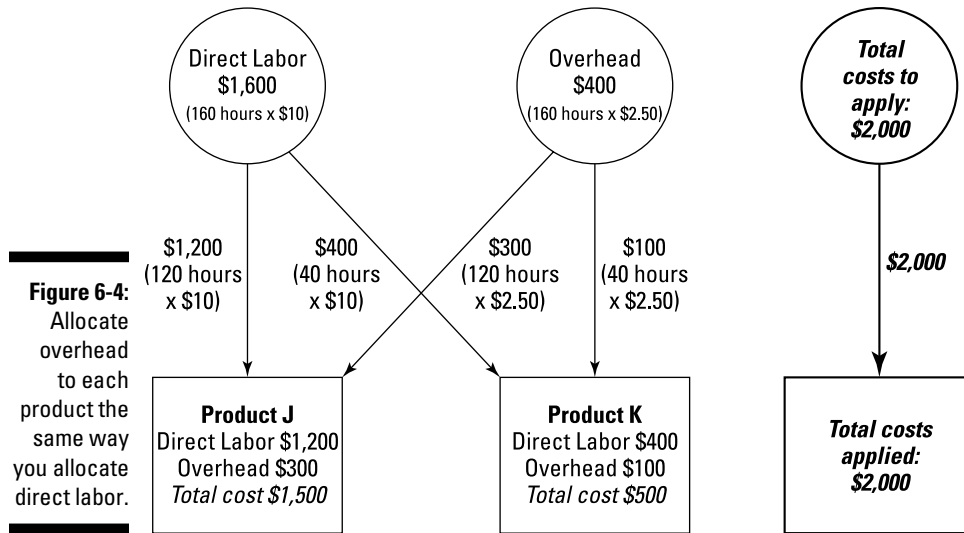 Direct Labor
$1,600
(160 hours x $10)
Overhead
$400
(160 hours x $2.50)
Total
costs to
apply:
$2,000
$1,200
(120 hours
x $10)
$400
(40 hours
x $10)
$300
(120 hours
x $2.50)
$100
(40 hours
x $2.50)
$2,000
Figure 6-4:
Allocate
overhead
to each
product the
same way
you allocate
direct labor.
Product J
Direct Labor $1,200
Overhead $300
Total cost $1,500
Product K
Direct Labor $400
Overhead $100
Total cost $500
Total costs
applied:
$2,000